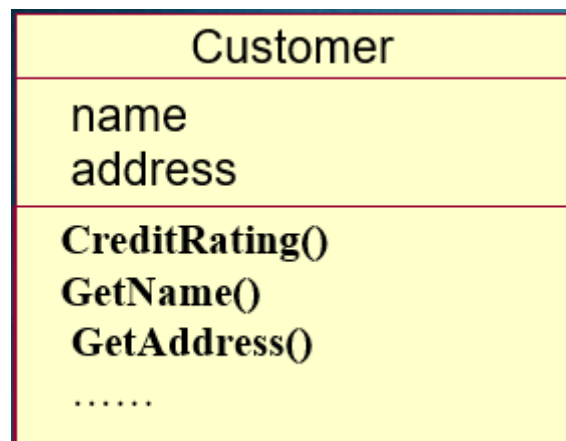 Customer
name
address
CreditRating()
GetName()
GetAddress()
......